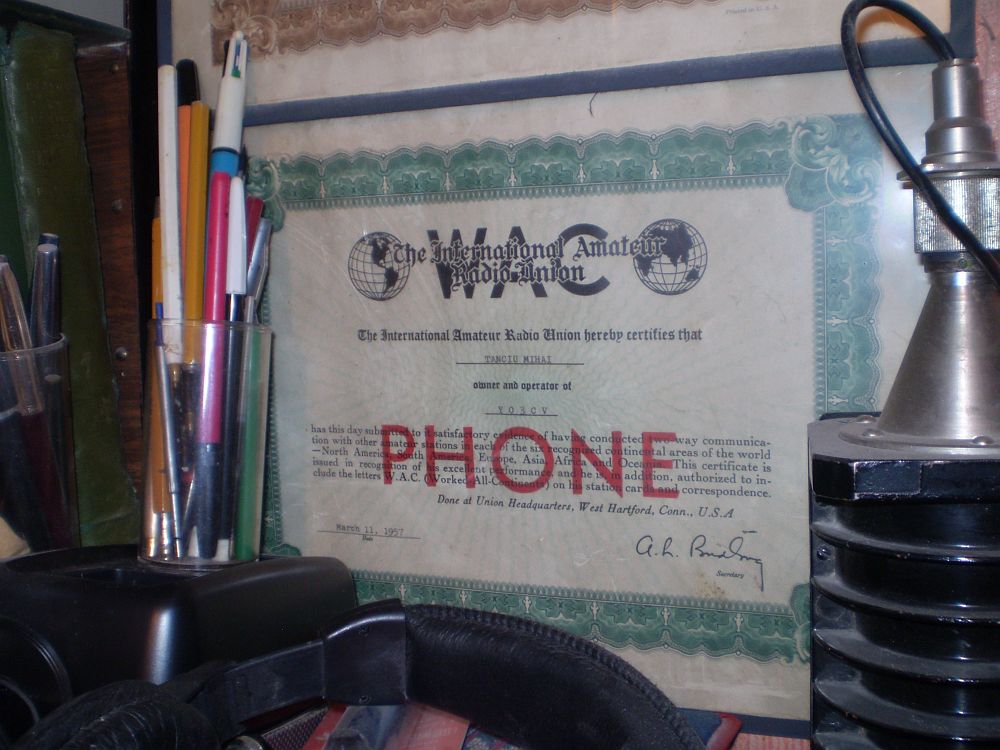 Printed in U. S. A.
WAC
The International Amateur
Radio Union
The International Amateur Radio Union hereby certifies that
TANCIU MIHAI
owner and operator of
YO3CV
has this day submitted to it satisfactory evidence of having conducted two-way communica-
tion with other amateur stations in each of the six recognized continental areas of the world
—North America, South America, Europe, Asia, Africa and Oceania. This certificate is
issued in recognition of his excellent performance, and he is, in addition, authorized to in-
clude the letters W.A.C. (Worked-All-Continents) on his station cards and correspondence.
PHONE
Done at Union Headquarters, West Hartford, Conn., U.S.A
March 11, 1957
Date
Secretary